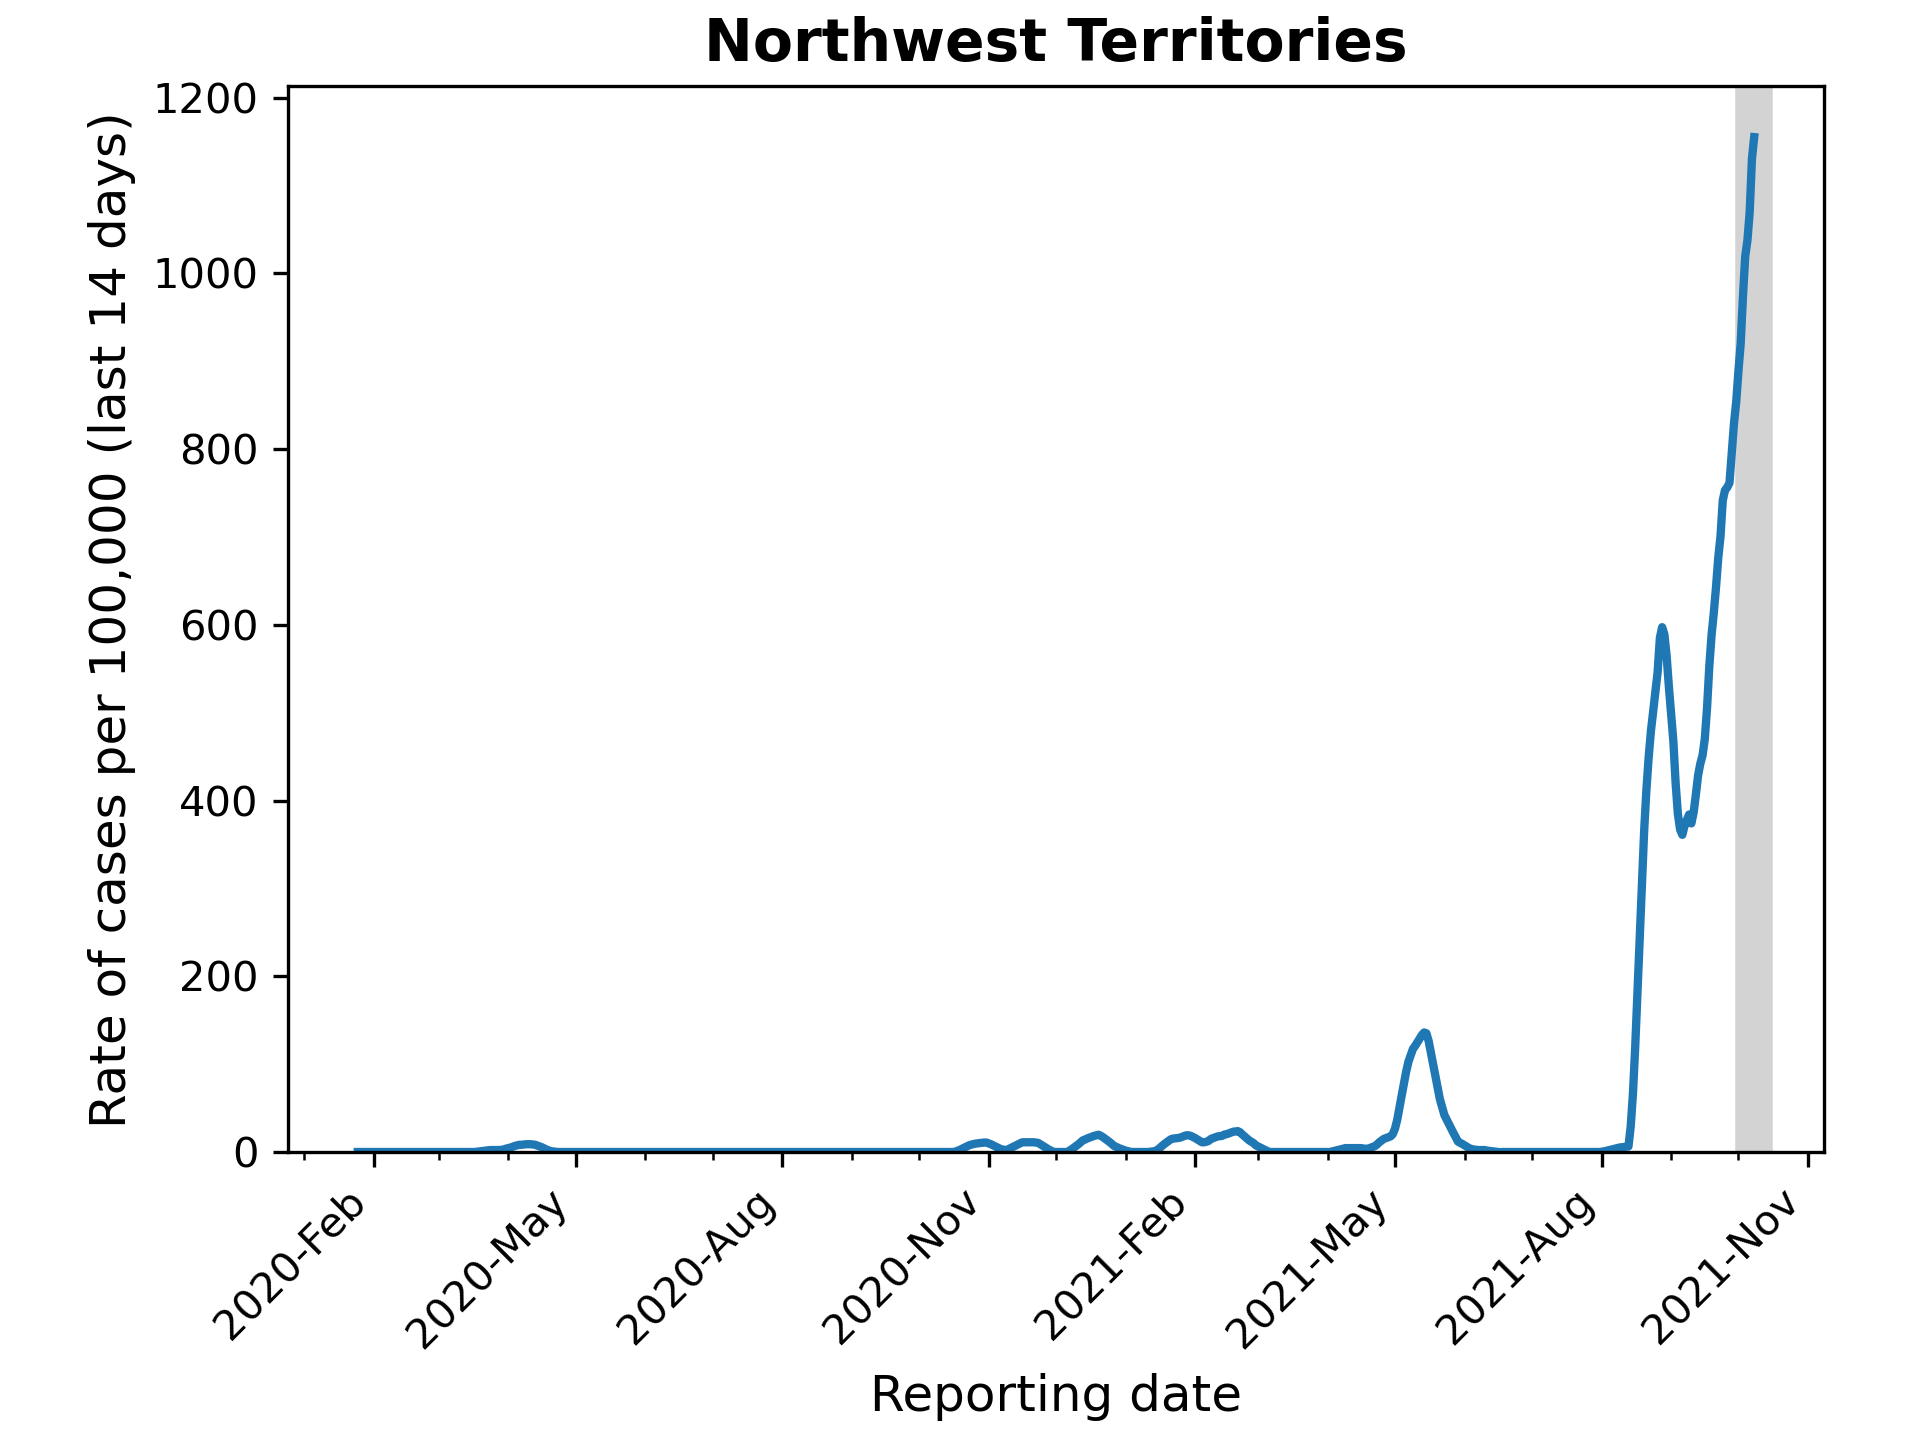 Northwest Territories
Rate of cases per 100,000 (last 14 days)
1200
1000
800
600
400
200
0
2020-Feb
2020-May
2020-Aug
2020-Nov
2021-Feb
2021-May
2021-Aug
2021-Nov
Reporting date